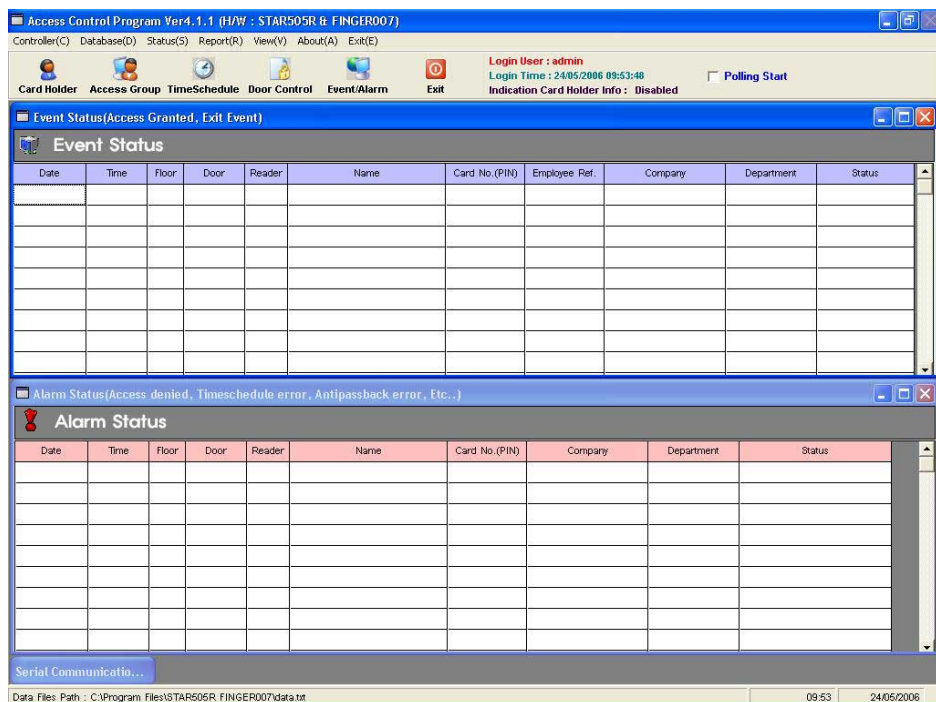 Access Control Program Ver4.1.1 (H/W : STAR505R & FINGER007)
Controller(C) Database(D) Status(S) Report(R) View(V) About(A) Exit(E)
Card Holder Access Group TimeSchedule Door Control Event/Alarm Exit
Login User : admin
Login Time : 24/05/2006 09:53:48
Indication Card Holder Info : Disabled
Polling Start
Event Status(Access Granted, Exit Event)
Event Status
Date Time Floor Door Reader Name Card No.(PIN) Employee Ref. Company Department Status
Alarm Status(Access denied, Timeschedule error, Antipassback error, Etc..)
Alarm Status
Date Time Floor Door Reader Name Card No.(PIN) Company Department Status
Serial Communicatio...
Data Files Path : C:\Program Files\STAR505R FINGER007\data.txt 09:53 24/05/2006